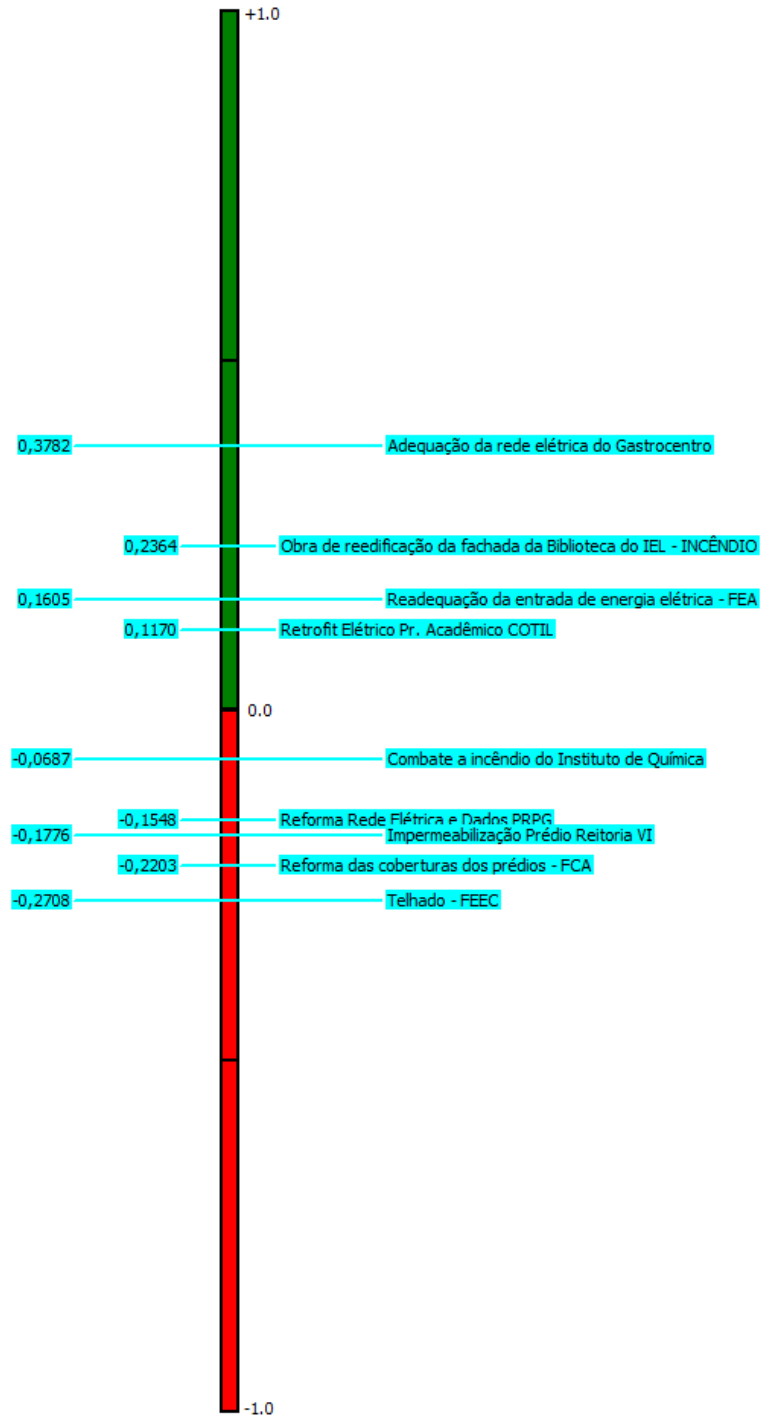 +1.0
0,3782 Adequação da rede elétrica do Gastrocentro
0,2364 Obra de reedificação da fachada da Biblioteca do IEL - INCÊNDIO
0,1605 Readequação da entrada de energia elétrica - FEA
0,1170 Retrofit Elétrico Pr. Acadêmico COTIL
0.0
-0,0687 Combate a incêndio do Instituto de Química
-0,1548 Reforma Rede Elétrica e Dados PRPG
-0,1776 Impermeabilização Prédio Reitoria VI
-0,2203 Reforma das coberturas dos prédios - FCA
-0,2708 Telhado - FEEC
-1.0